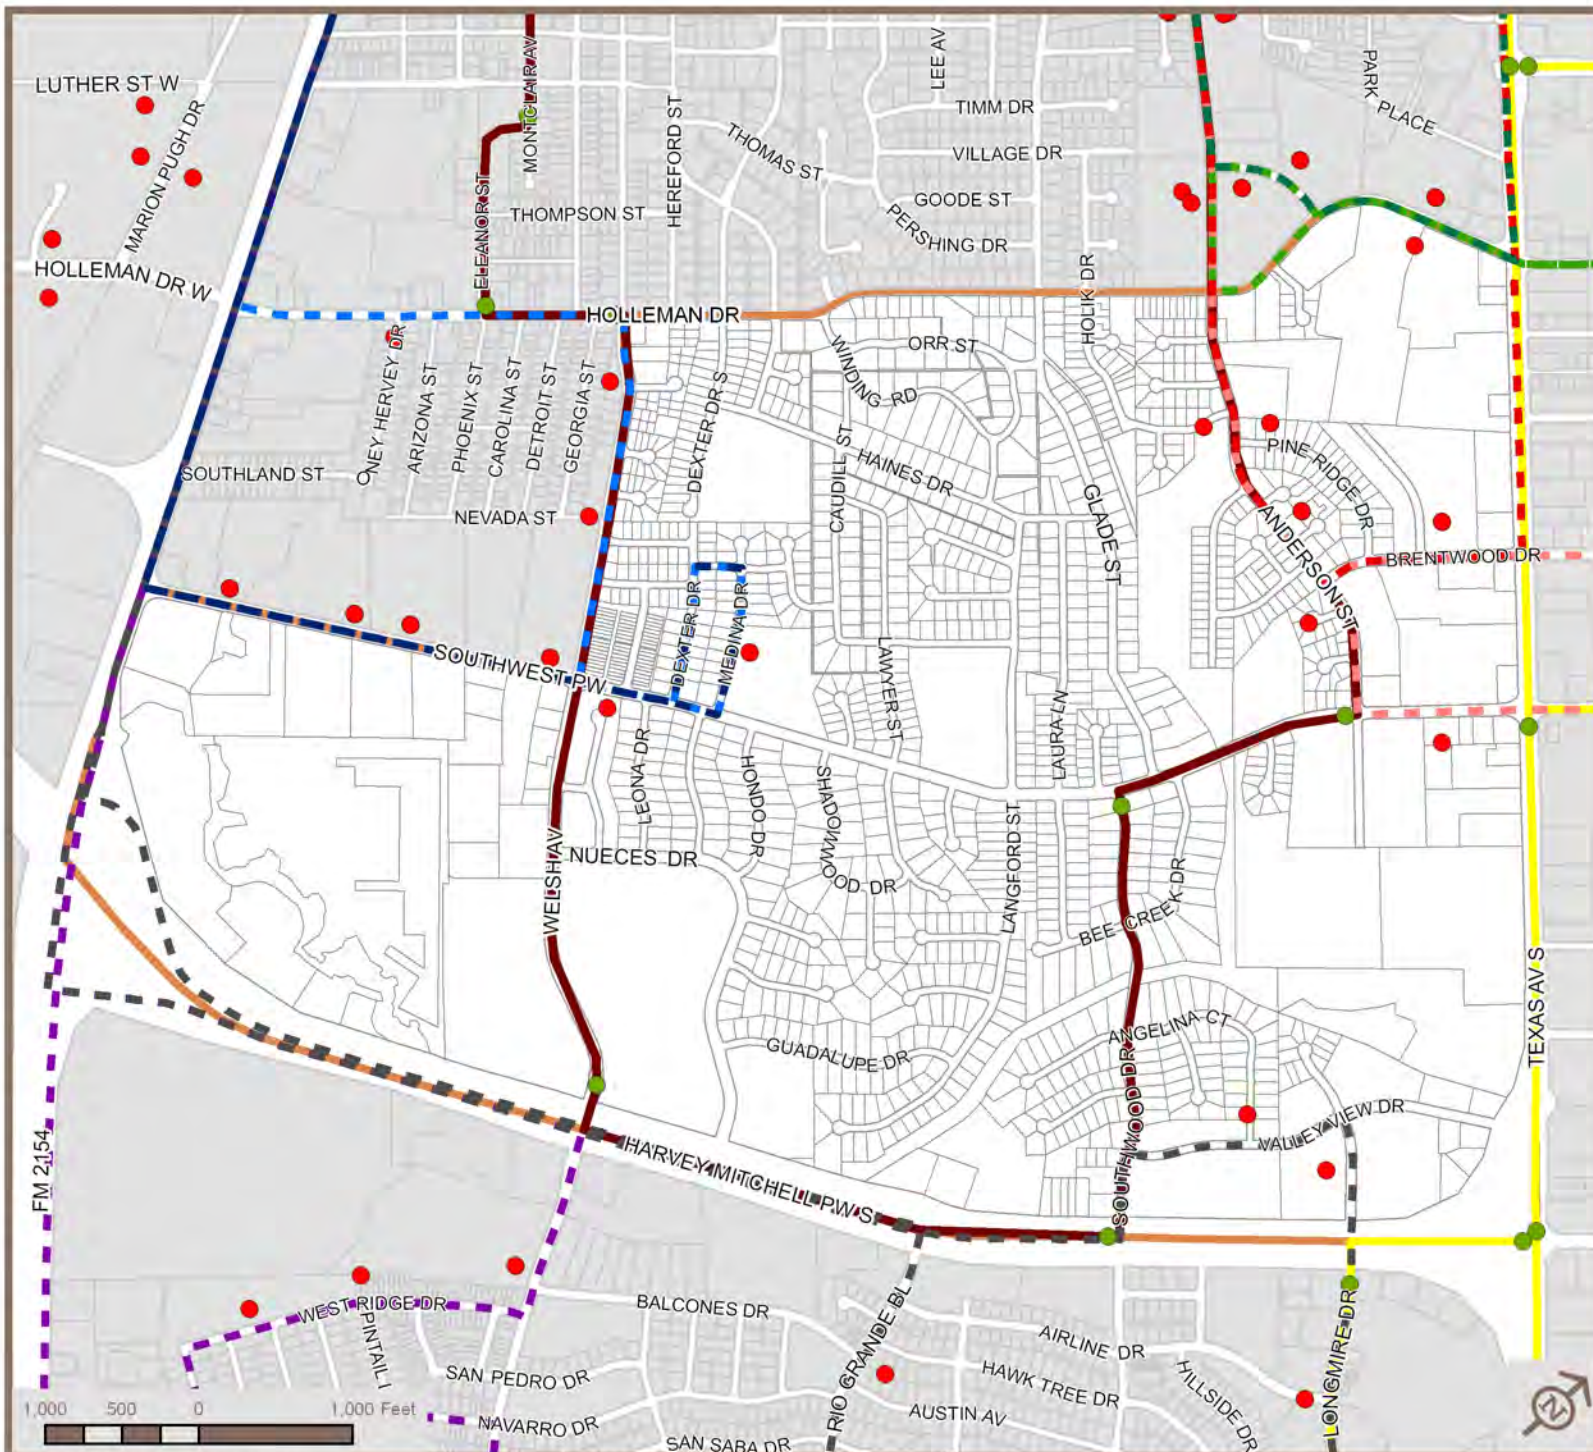 LUTHER ST W
MARION PUGH DR
HOLLEMAN DR W
MONTCLAIR AV
ELEANOR ST
THOMPSON ST
HEREFORD ST
THOMAS ST
LEE AV
TIMM DR
VILLAGE DR
GOODE ST
PERSHING DR
PARK PLACE
HOLIK DR
HOLLEMAN DR
ONEY HERVEY DR
ARIZONA ST
PHOENIX ST
CAROLINA ST
DETROIT ST
GEORGIA ST
SOUTHLAND ST
NEVADA ST
DEXTER DR S
WINDING RD
ORR ST
CAUDILL ST
HAINES DR
GLADE ST
PINE RIDGE DR
ANDERSON ST
BRENTWOOD DR
SOUTHWEST PW
DEXTER DR
MEDINA DR
LAWYER ST
LAURA LN
LEONA DR
HONDO DR
SHADOWWOOD DR
NUECES DR
WELSH AV
LANGFORD ST
BEE CREEK DR
TEXAS AV S
ANGELINA CT
GUADALUPE DR
SOUTHWOOD DR
VALLEY VIEW DR
FM 2154
HARVEY MITCHELL PW S
WEST RIDGE DR
PINTAIL L
BALCONES DR
RIO GRANDE BL
AIRLINE DR
HAWK TREE DR
HILLSIDE DR
LONGMIRE DR
SAN PEDRO DR
NAVARRO DR
AUSTIN AV
SAN SABA DR
1,000 500 0 1,000 Feet
N